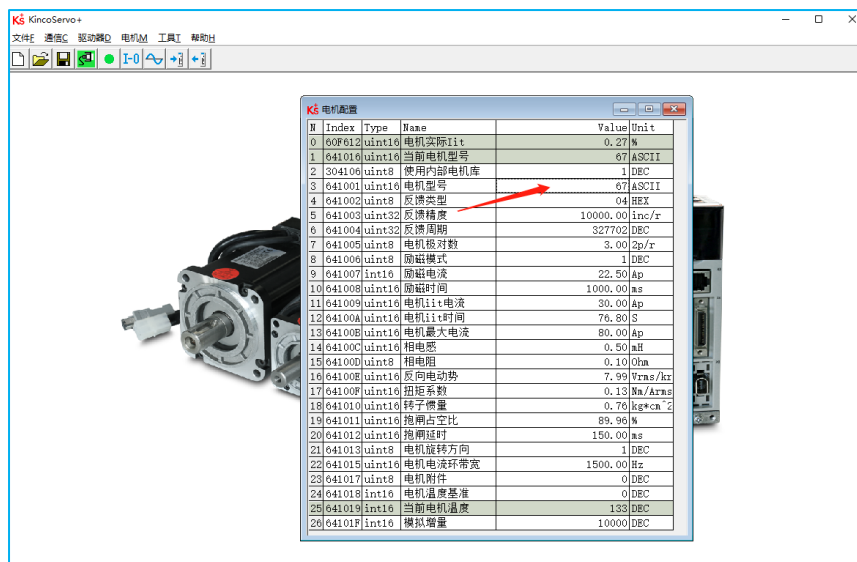 Kś KincoServo+
文件F 通信C 驱动器D 电机M 工具T 帮助H
I-0
Kś 电机配置
N Index Type Name Value Unit
0 60F612 uint16 电机实际Iit 0.27 %
1 641016 uint16 当前电机型号 67 ASCII
2 304106 uint8 使用内部电机库 1 DEC
3 641001 uint16 电机型号 67 ASCII
4 641002 uint8 反馈类型 04 HEX
5 641003 uint32 反馈精度 10000.00 inc/r
6 641004 uint32 反馈周期 327702 DEC
7 641005 uint8 电机极对数 3.00 2p/r
8 641006 uint8 励磁模式 1 DEC
9 641007 int16 励磁电流 22.50 Ap
10 641008 uint16 励磁时间 1000.00 ms
11 641009 uint16 电机iit电流 30.00 Ap
12 64100A uint16 电机iit时间 76.80 S
13 64100B uint16 电机最大电流 80.00 Ap
14 64100C uint16 相电感 0.50 mH
15 64100D uint8 相电阻 0.10 Ohm
16 64100E uint16 反向电动势 7.99 Vrms/kr
17 64100F uint16 扭矩系数 0.13 Nm/Arms
18 641010 uint16 转子惯量 0.76 kg*cm^2
19 641011 uint16 抱闸占空比 89.96 %
20 641012 uint16 抱闸延时 150.00 ms
21 641013 uint8 电机旋转方向 1 DEC
22 641015 uint16 电机电流环带宽 1500.00 Hz
23 641017 uint8 电机附件 0 DEC
24 641018 int16 电机温度基准 0 DEC
25 641019 int16 当前电机温度 133 DEC
26 64101F int16 模拟增量 10000 DEC